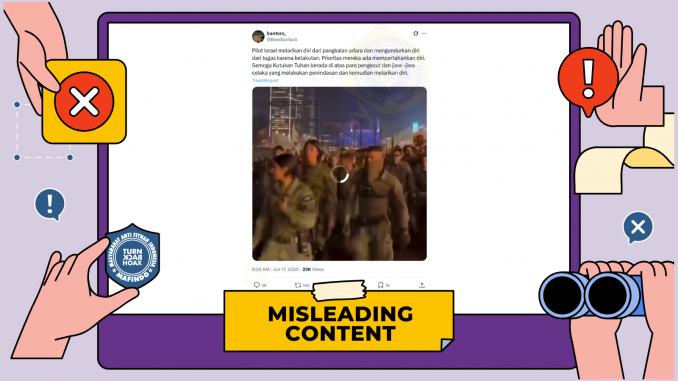 bantoro_
@Boediantar4
Pilot Israel melarikan diri dari pangkalan udara dan mengundurkan diri
dari tugas karena ketakutan. Prioritas mereka ada mempertahankan diri.
Semoga Kutukan Tuhan berada di atas para pengecut dan jiwa -jiwa
celaka yang melakukan penindasan dan kemudian melarikan diri.
Translate post
6:20 AM · Jun 17, 2025 · 29K Views
MASYARAKAT ANTI FITNAH INDONESIA
TURN
BACK
HOAX
MAFINDO
MISLEADING
CONTENT